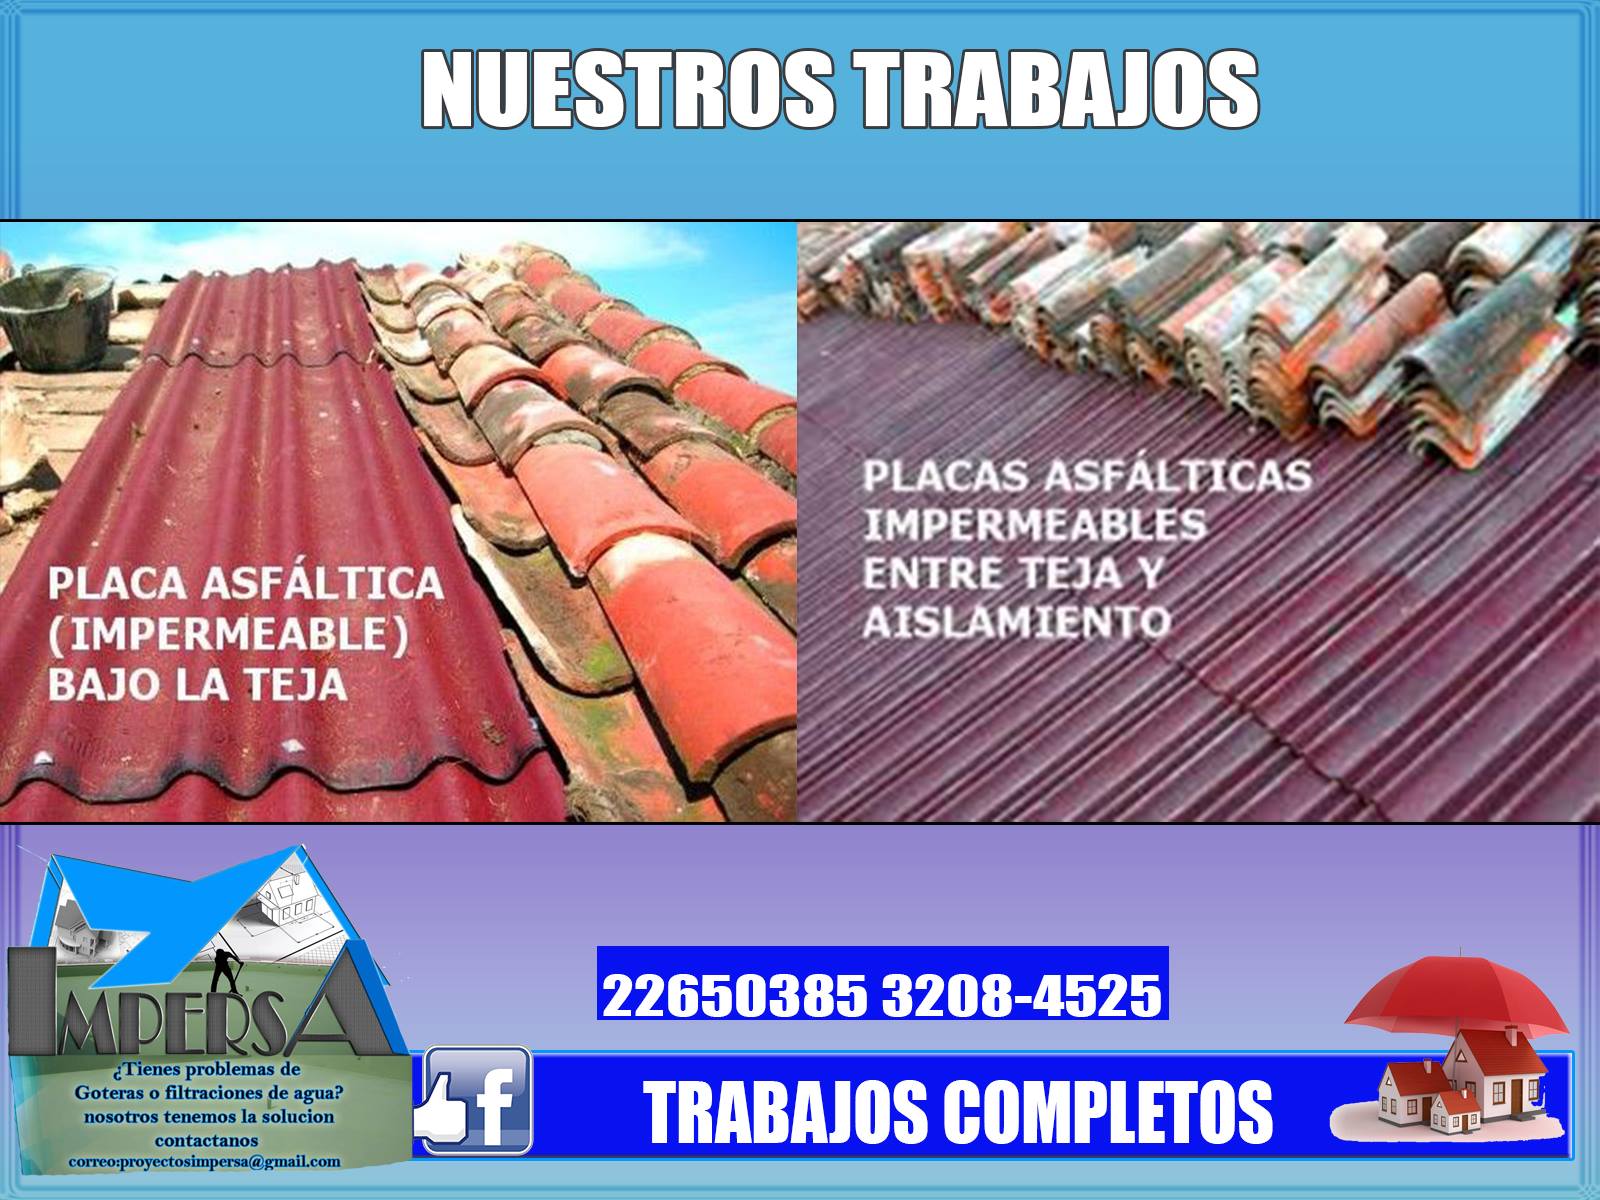 NUESTROS TRABAJOS
PLACA ASFÁLTICA
(IMPERMEABLE)
BAJO LA TEJA
PLACAS ASFÁLTICAS
IMPERMEABLES
ENTRE TEJA Y
AISLAMIENTO
IMPERSA
¿Tienes problemas de
Goteras o filtraciones de agua?
nosotros tenemos la solucion
contactanos
correo:proyectosimpersa@gmail.com
22650385 3208-4525
f
TRABAJOS COMPLETOS